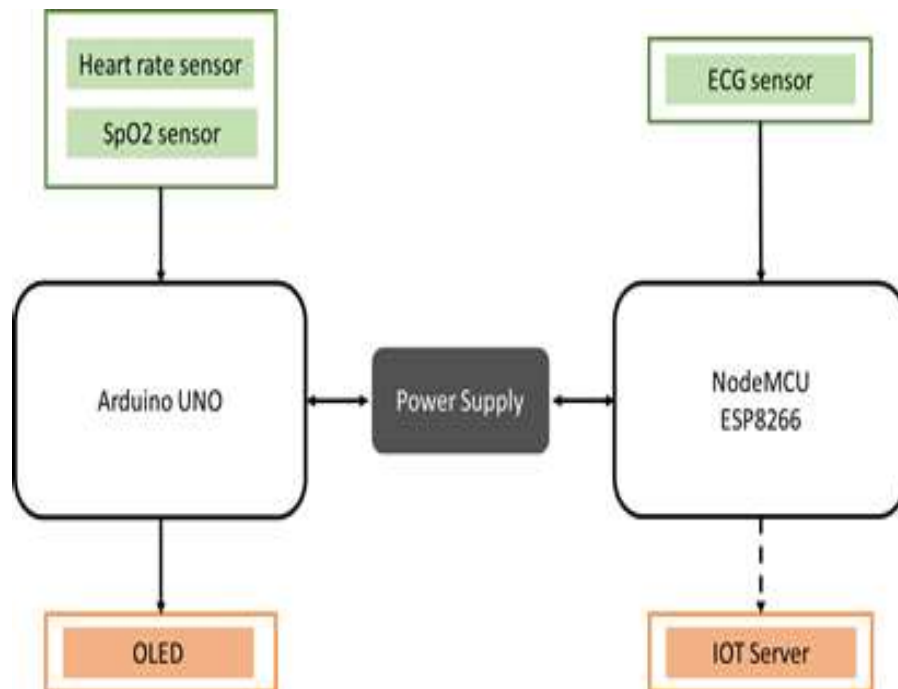 Heart rate sensor
SpO2 sensor
ECG sensor
Arduino UNO
Power Supply
NodeMCU
ESP8266
OLED
IOT Server